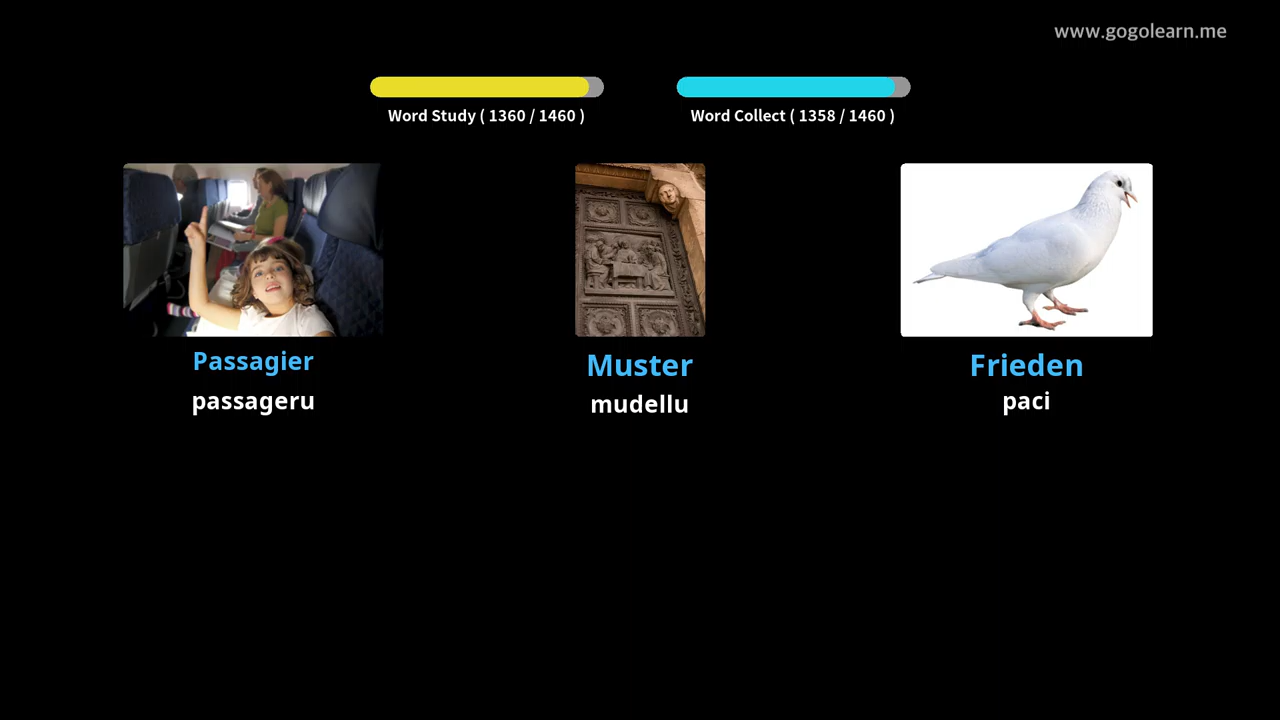 www.gogolearn.me
Word Study ( 1360 / 1460 )
Word Collect ( 1358 / 1460 )
Passagier
passageru
Muster
mudellu
Frieden
paci